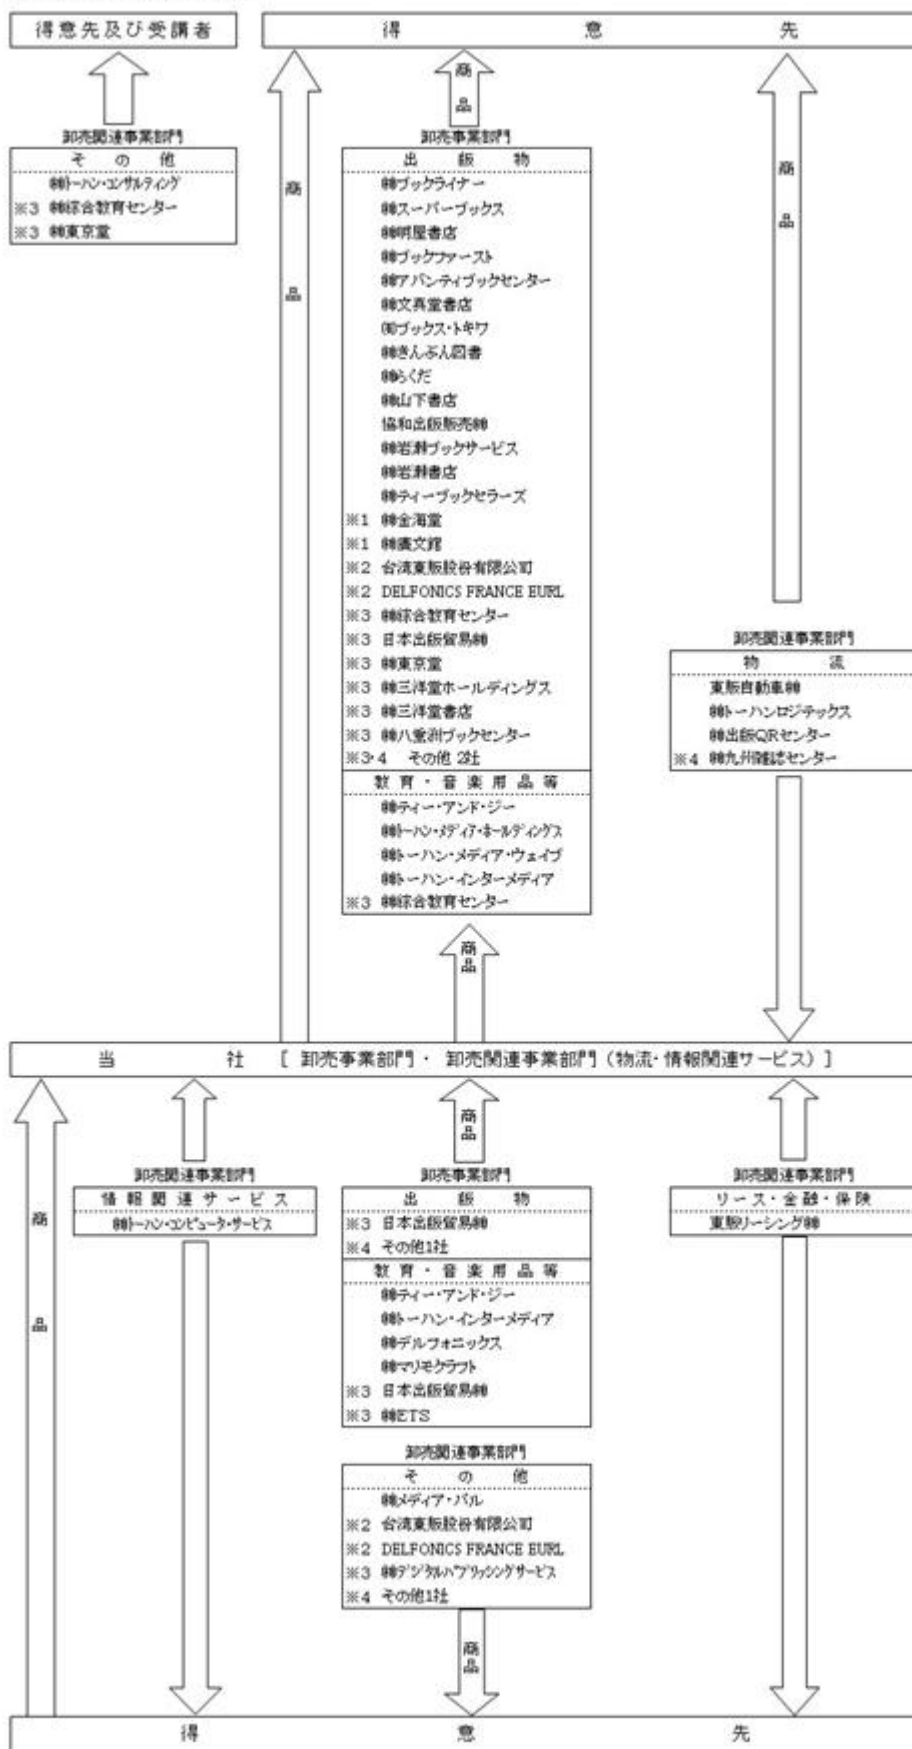 得意先及び受講者
得意先
商品
卸売関連事業部門
その他
㈱トーハン・コンサルティング
※3 ㈱綜合教育センター
※3 ㈱東京堂
商品
卸売事業部門
出版物
㈱ブックライナー
㈱スーパーブックス
㈱明屋書店
㈱ブックファースト
㈱アバンティブックセンター
㈱文真堂書店
㈲ブックス・トキワ
㈱きんぶん図書
㈱らくだ
㈱山下書店
協和出版販売㈱
㈱岩瀬ブックサービス
㈱岩瀬書店
㈱ティーブックセラーズ
※1 ㈱金海堂
※1 ㈱廣文館
※2 台湾東販股份有限公司
※2 DELFONICS FRANCE EURL
※3 ㈱綜合教育センター
※3 日本出版貿易㈱
※3 ㈱東京堂
※3 ㈱三洋堂ホールディングス
※3 ㈱三洋堂書店
※3 ㈱八重洲ブックセンター
※3・4 その他 2社
教育・音楽用品等
㈱ティー・アンド・ジー
㈱トーハン・メディア・ホールディングス
㈱トーハン・メディア・ウェイブ
㈱トーハン・インターメディア
※3 ㈱綜合教育センター
商品
商品
卸売関連事業部門
物流
東販自動車㈱
㈱トーハンロジテックス
㈱出版QRセンター
※4 ㈱九州雑誌センター
当社 [ 卸売事業部門・ 卸売関連事業部門（物流・情報関連サービス）]
商品
卸売関連事業部門
情報関連サービス
㈱トーハン・コンピュータ・サービス
商品
卸売事業部門
出版物
※3 日本出版貿易㈱
※4 その他1社
教育・音楽用品等
㈱ティー・アンド・ジー
㈱トーハン・インターメディア
㈱デルフォニックス
㈱マリモクラフト
※3 日本出版貿易㈱
※3 ㈱ETS
卸売関連事業部門
その他
㈱メディア・パル
※2 台湾東販股份有限公司
※2 DELFONICS FRANCE EURL
※3 ㈱デジタルパブリッシングサービス
※4 その他1社
商品
卸売関連事業部門
リース・金融・保険
東販リーシング㈱
得意先